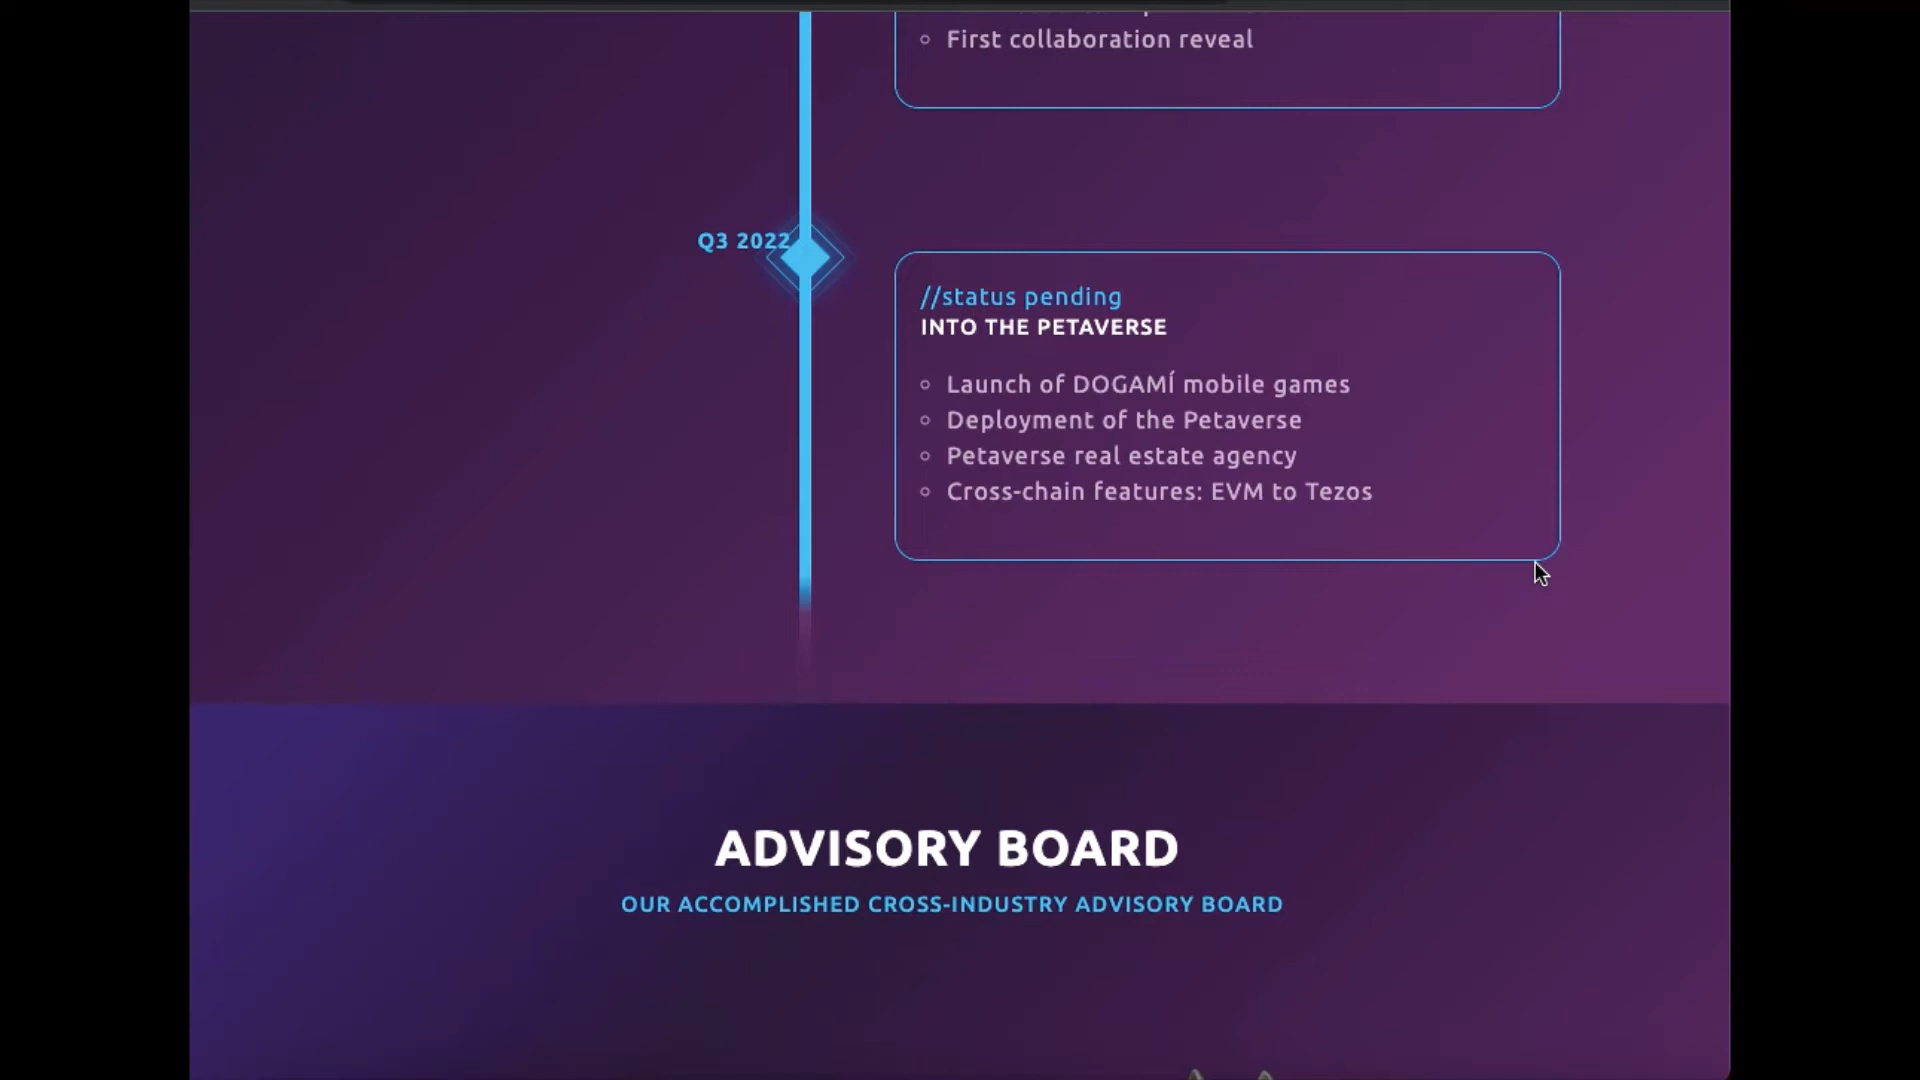 First collaboration reveal
Q3 2022
//status pending
INTO THE PETAVERSE
Launch of DOGAMÍ mobile games
Deployment of the Petaverse
Petaverse real estate agency
Cross-chain features: EVM to Tezos
ADVISORY BOARD
OUR ACCOMPLISHED CROSS-INDUSTRY ADVISORY BOARD